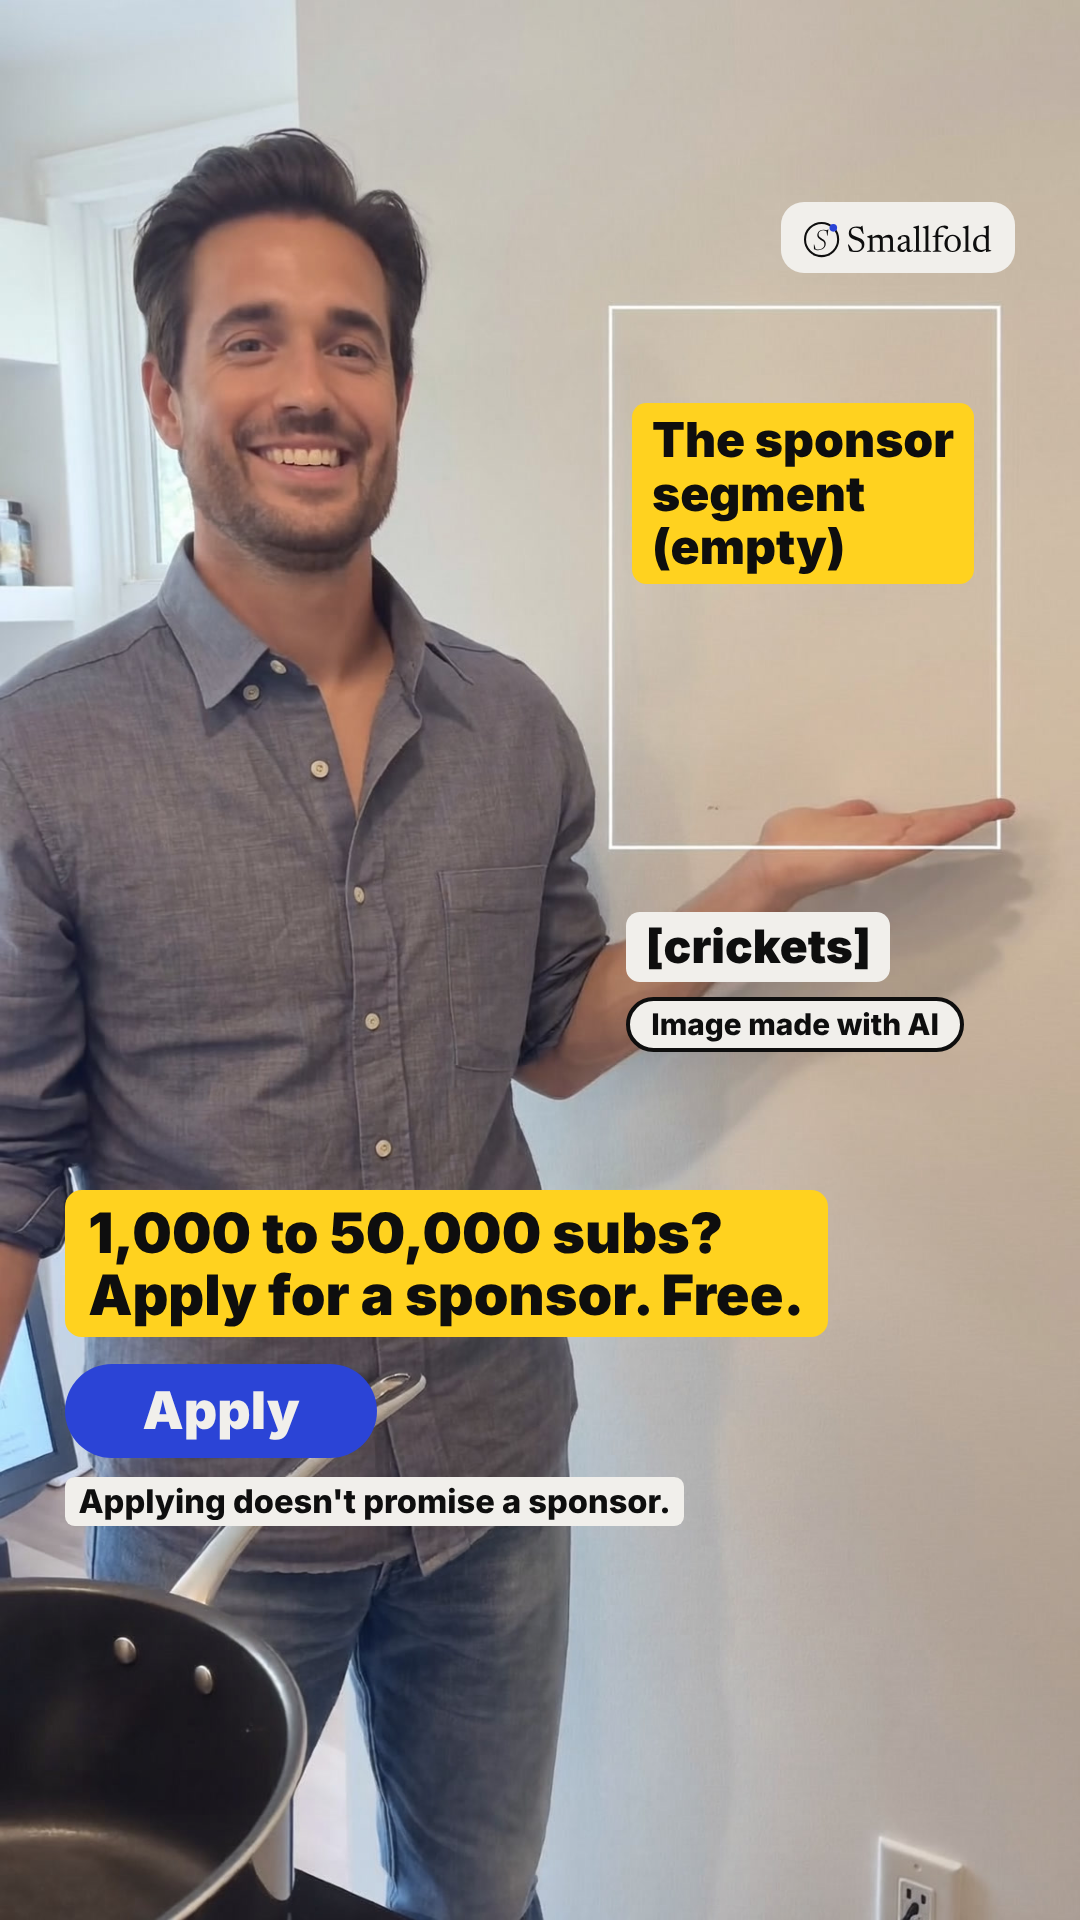 Smallfold
The sponsor
segment
(empty)
[crickets]
Image made with AI
1,000 to 50,000 subs?
Apply for a sponsor. Free.
Apply
Applying doesn't promise a sponsor.